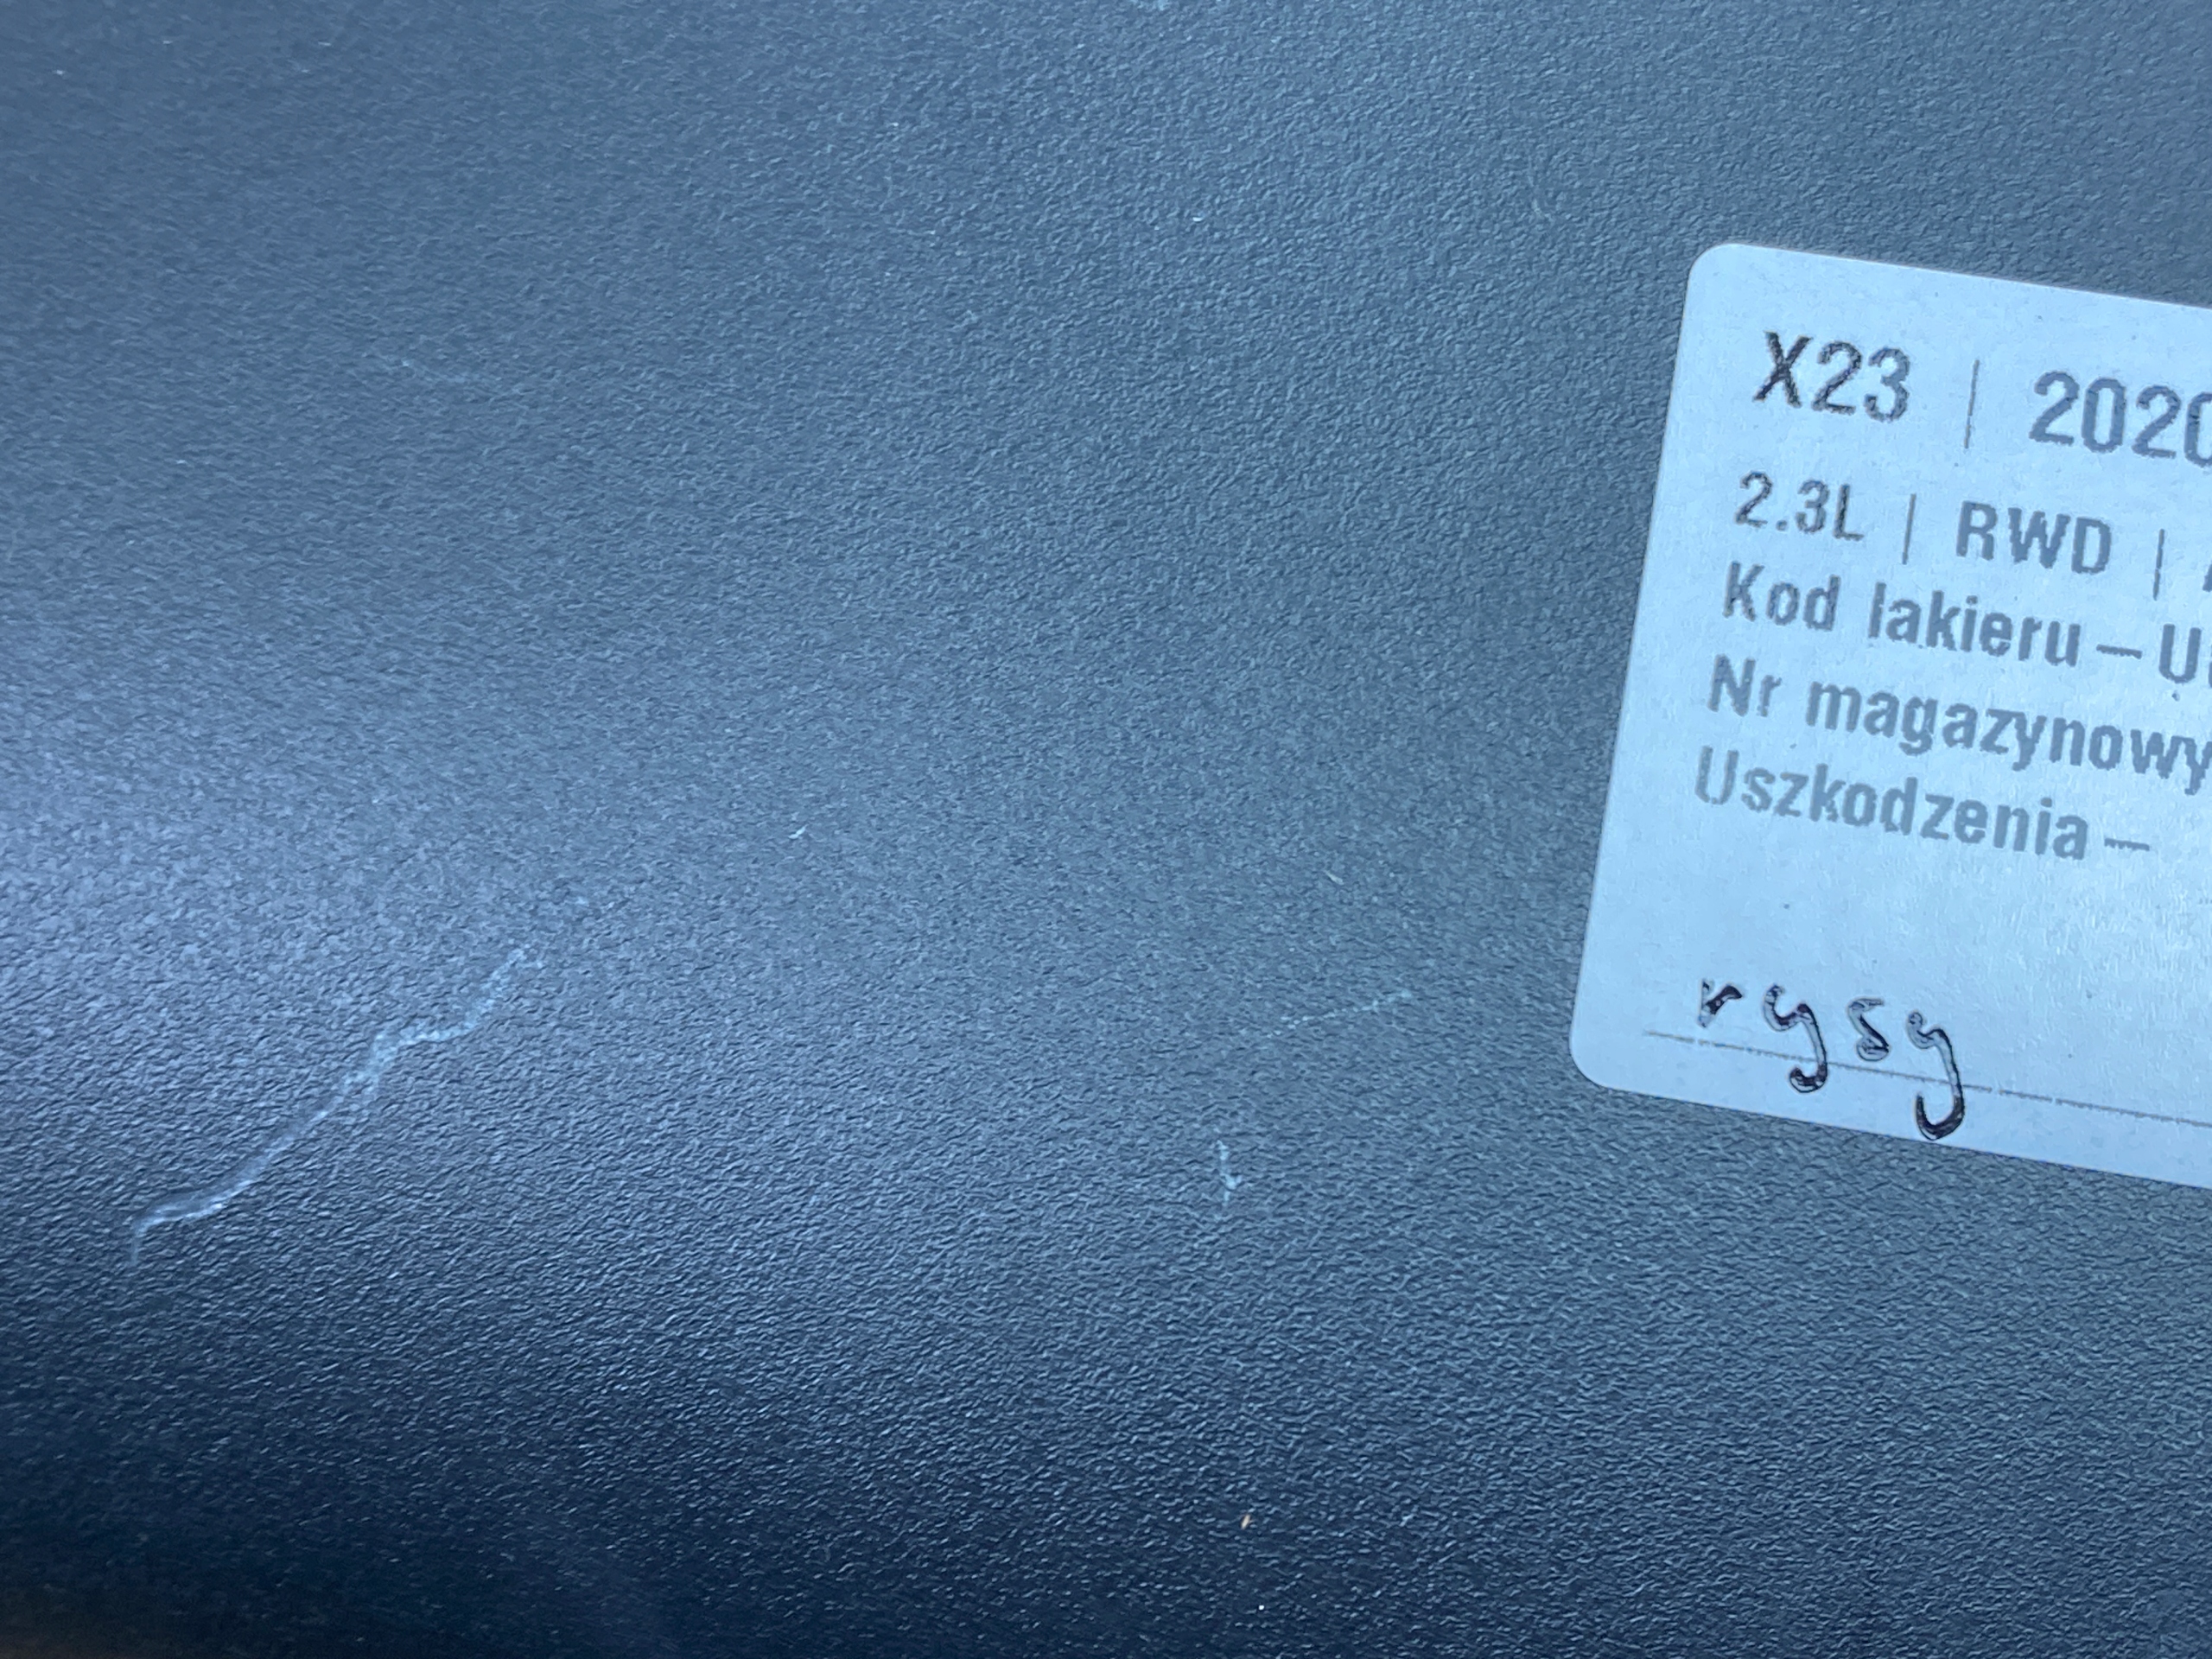 X23 | 2020
2.3L | RWD |
Kod lakieru –
Nr magazynowy
Uszkodzenia –
rysy